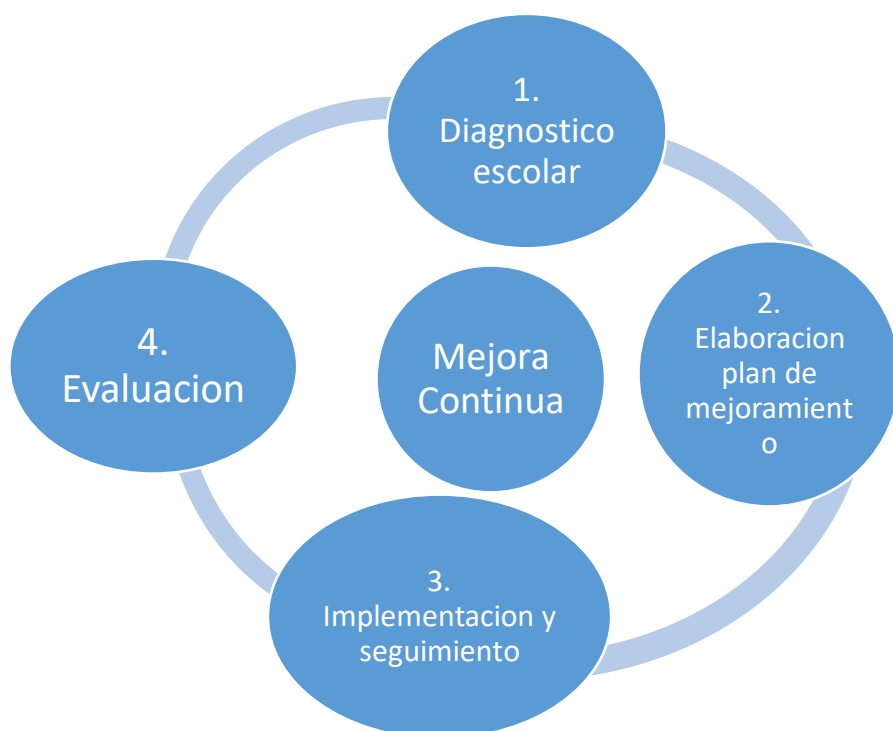 1.
Diagnostico
escolar
2.
Elaboracion
plan de
mejoramient
o
Mejora
Continua
4.
Evaluacion
3.
Implementacion y
seguimiento